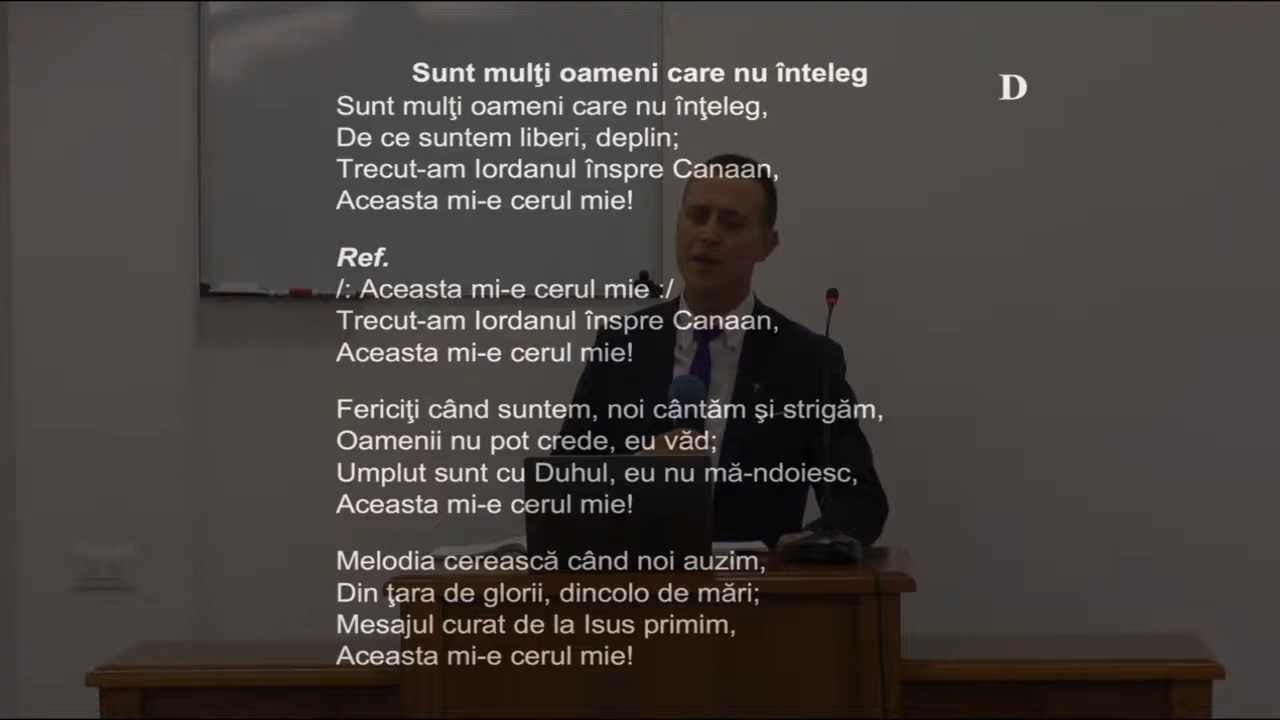 Sunt mulţi oameni care nu înteleg
D
Sunt mulţi oameni care nu înţeleg,
De ce suntem liberi, deplin;
Trecut-am Iordanul înspre Canaan,
Aceasta mi-e cerul mie!
Ref.
/: Aceasta mi-e cerul mie :/
Trecut-am Iordanul înspre Canaan,
Aceasta mi-e cerul mie!
Fericiţi când suntem, noi cântăm şi strigăm,
Oamenii nu pot crede, eu văd;
Umplut sunt cu Duhul, eu nu mă-ndoiesc,
Aceasta mi-e cerul mie!
Melodia cerească când noi auzim,
Din ţara de glorii, dincolo de mări;
Mesajul curat de la Isus primim,
Aceasta mi-e cerul mie!